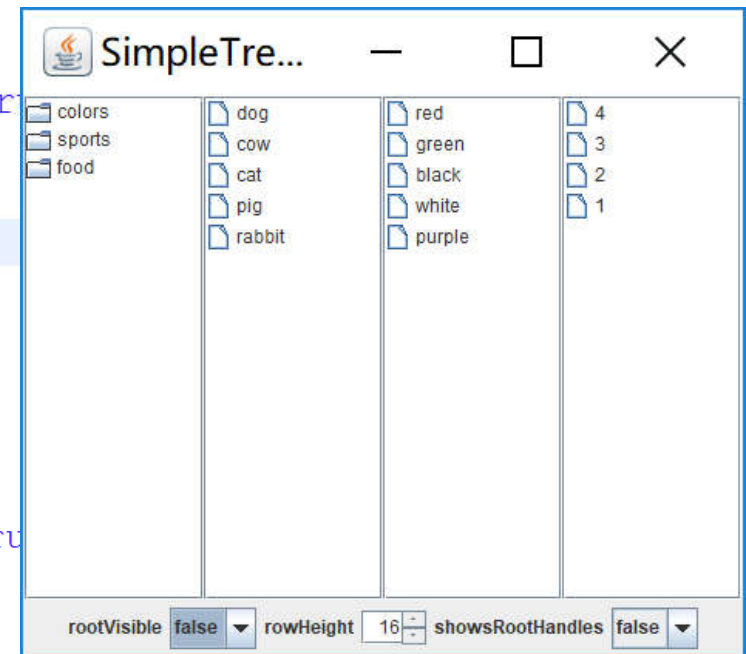 SimpleTre...
colors
sports
food
dog
cow
cat
pig
rabbit
red
green
black
white
purple
4
3
2
1
rootVisible false rowHeight 16 showsRootHandles false